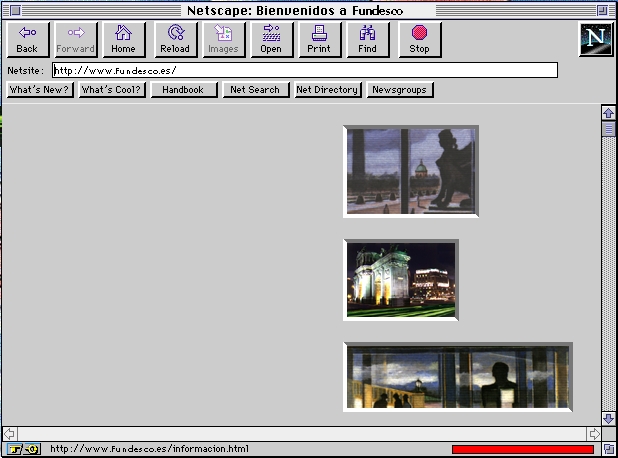 Netscape: Bienvenidos a Fundesco
Back Forward Home Reload Images Open Print Find Stop
N
Netsite: http://www.fundesco.es/
What's New? What's Cool? Handbook Net Search Net Directory Newsgroups
http://www.fundesco.es/informacion.html